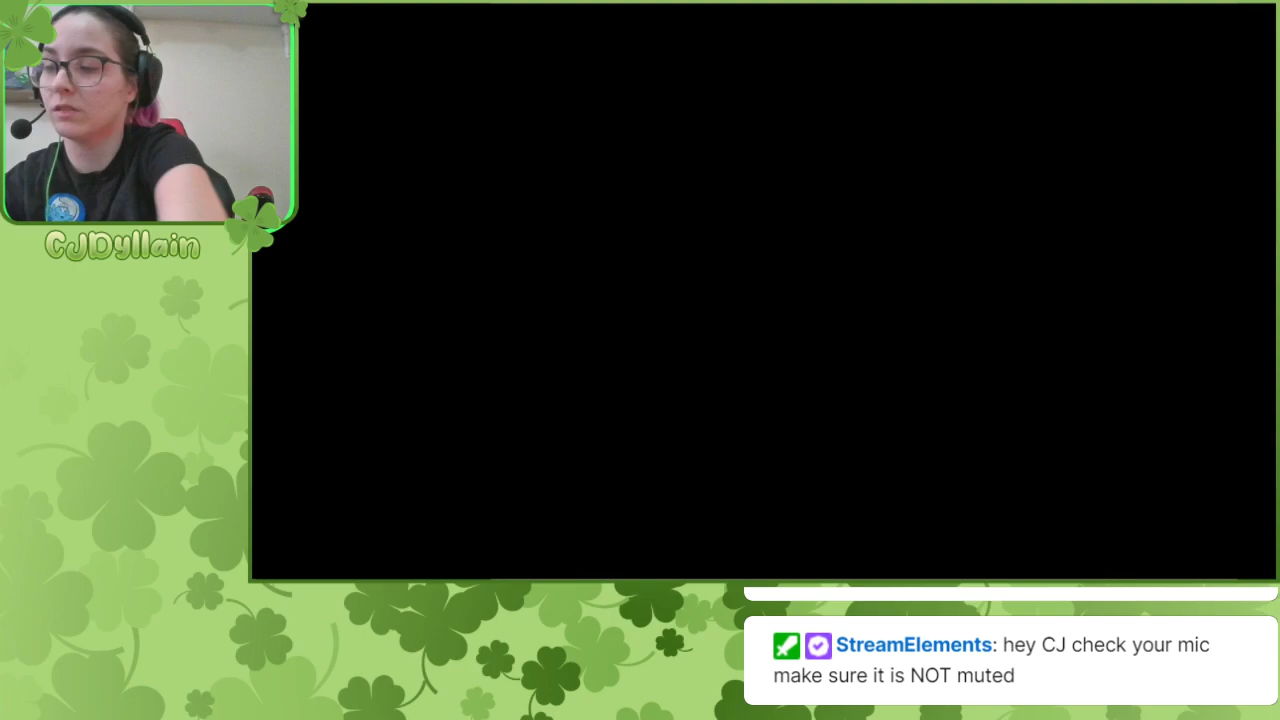 CJDyllain
StreamElements: hey CJ check your mic
make sure it is NOT muted